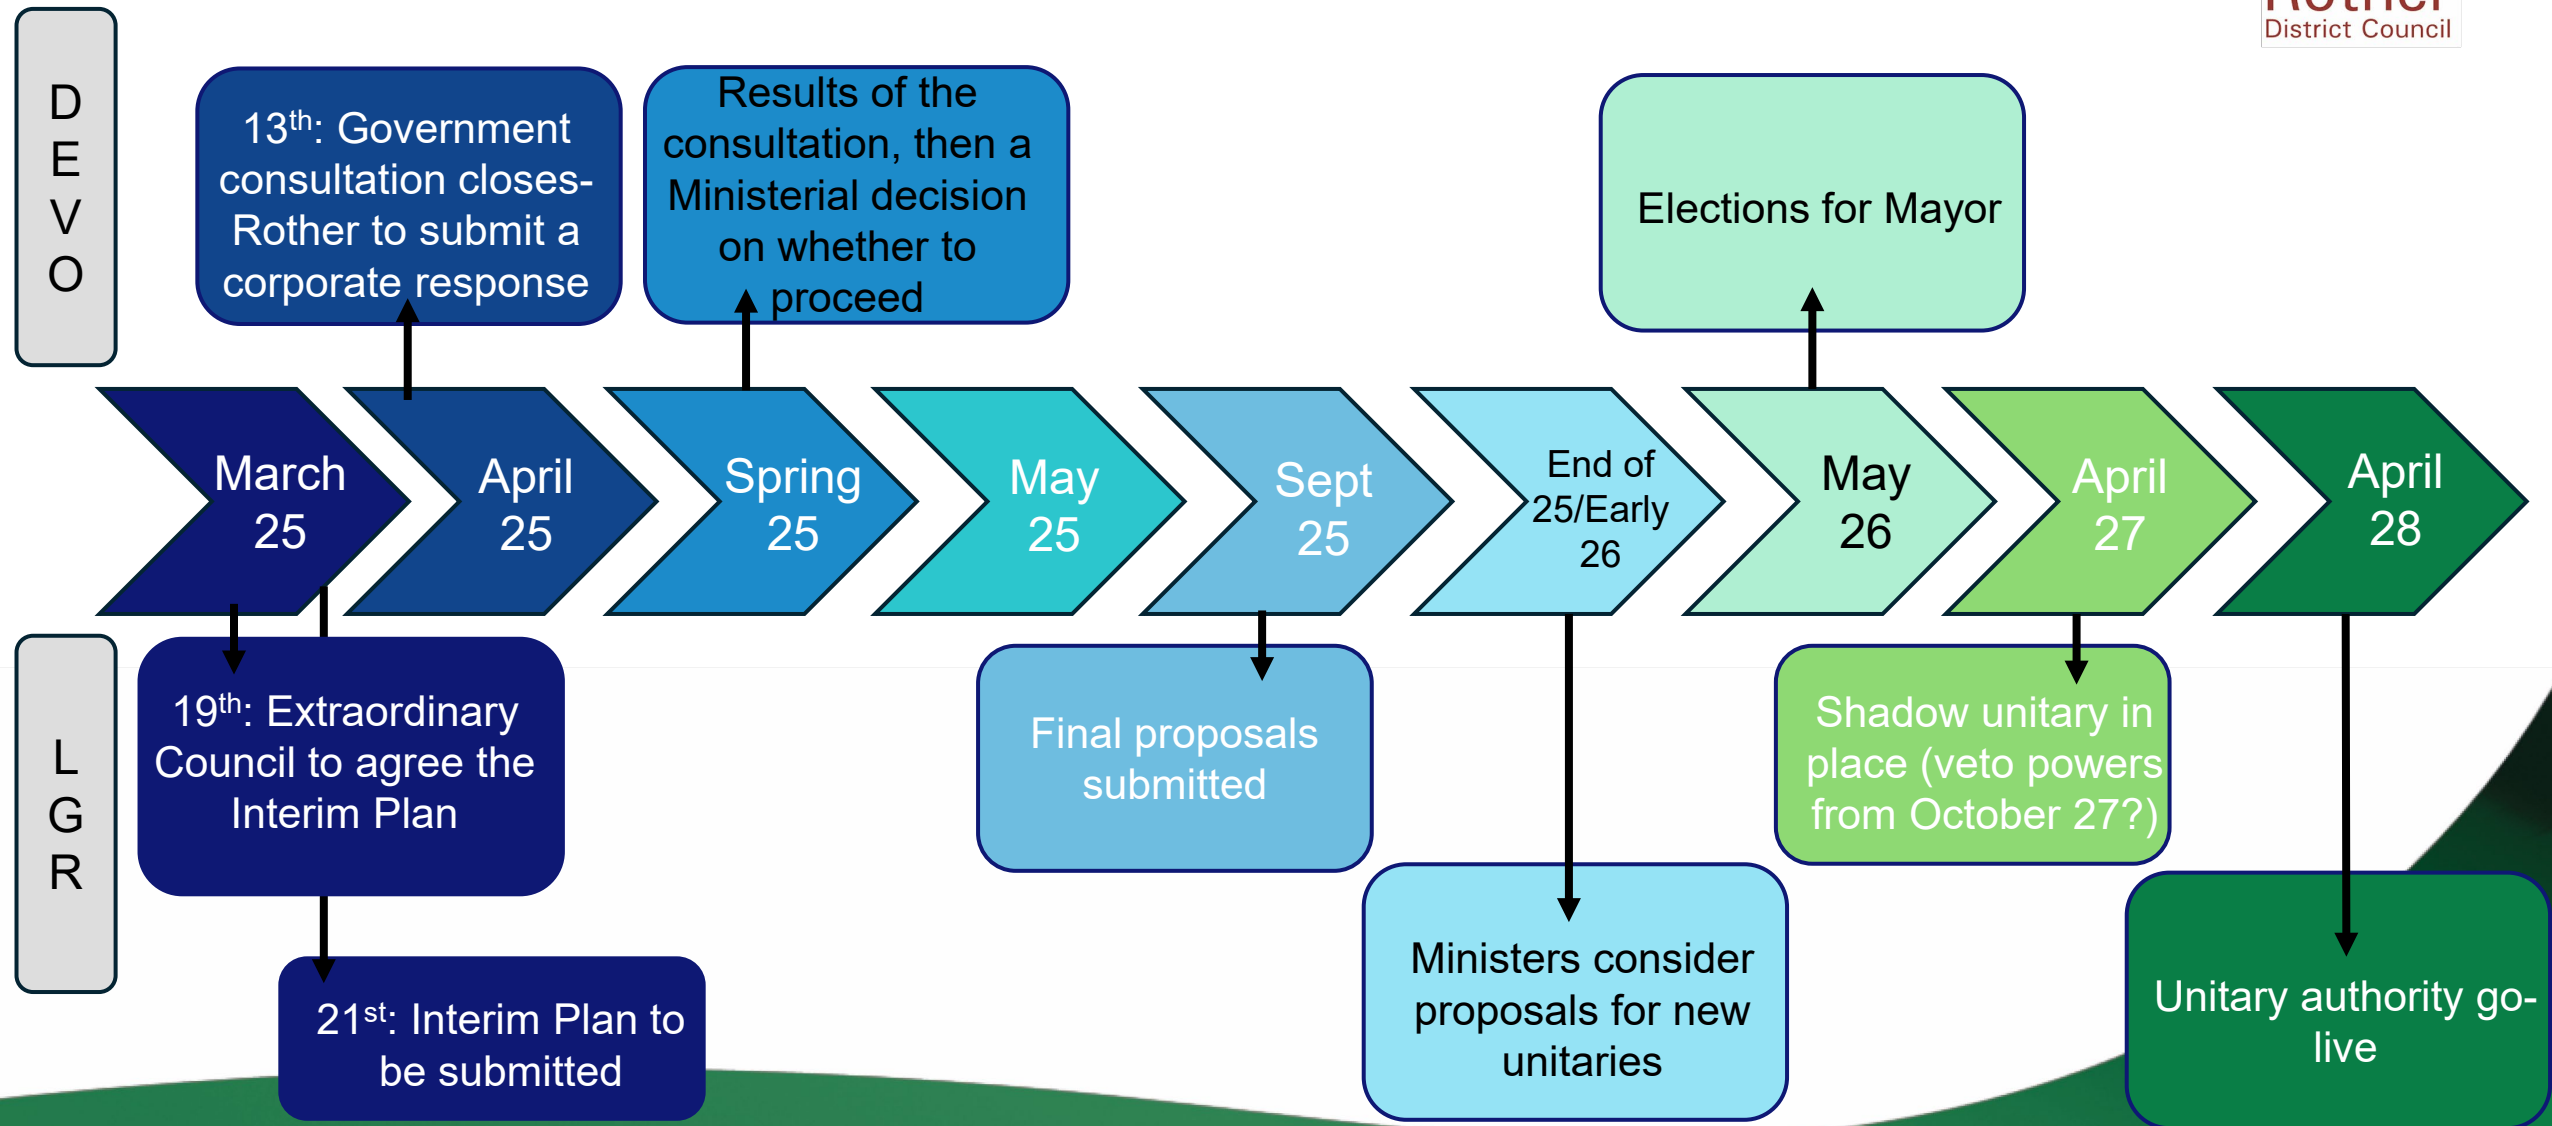 District Council
D
E
V
O
13th: Government
consultation closes-
Rother to submit a
corporate response
Results of the
consultation, then a
Ministerial decision
on whether to
proceed
Elections for Mayor
March
25
April
25
Spring
25
May
25
Sept
25
End of
25/Early
26
May
26
April
27
April
28
L
G
R
19th: Extraordinary
Council to agree the
Interim Plan
21st: Interim Plan to
be submitted
Final proposals
submitted
Ministers consider
proposals for new
unitaries
Shadow unitary in
place (veto powers
from October 27?)
Unitary authority go-
live